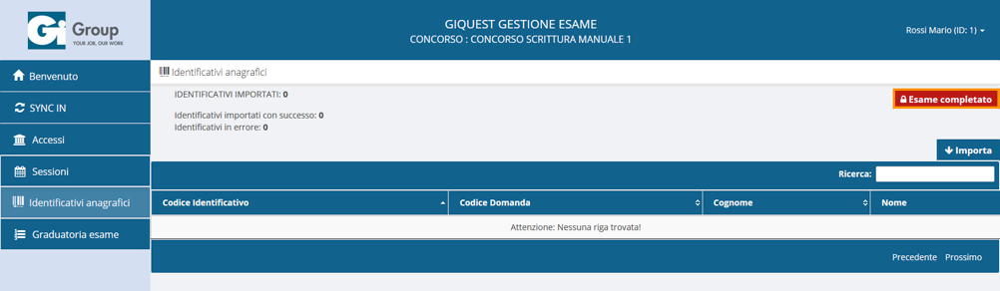 Gi Group
YOUR JOB, OUR WORK
GIQUEST GESTIONE ESAME
CONCORSO : CONCORSO SCRITTURA MANUALE 1
Rossi Mario (ID: 1)
Benvenuto
SYNC IN
Accessi
Sessioni
Identificativi anagrafici
Graduatoria esame
Identificativi anagrafici
IDENTIFICATIVI IMPORTATI: 0
Identificativi importati con successo: 0
Identificativi in errore: 0
Esame completato
Importa
Ricerca:
Codice Identificativo Codice Domanda Cognome Nome
Attenzione: Nessuna riga trovata!
Precedente Prossimo